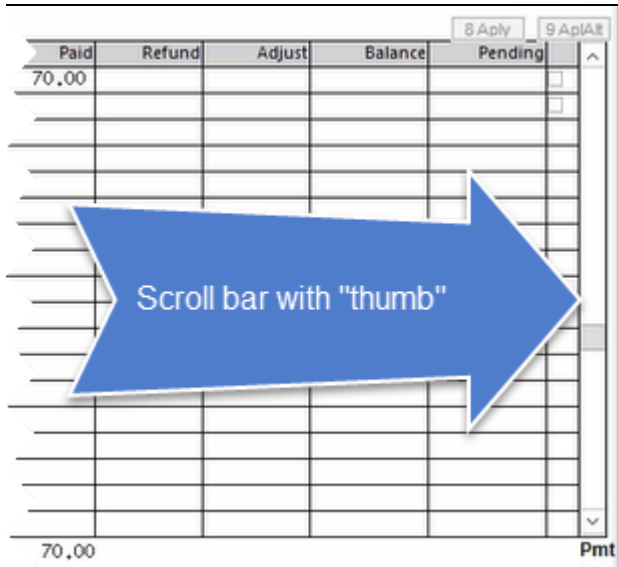 8 Aply 9 AplAlt
Paid Refund Adjust Balance Pending
70.00
Scroll bar with "thumb"
70.00 Pmt